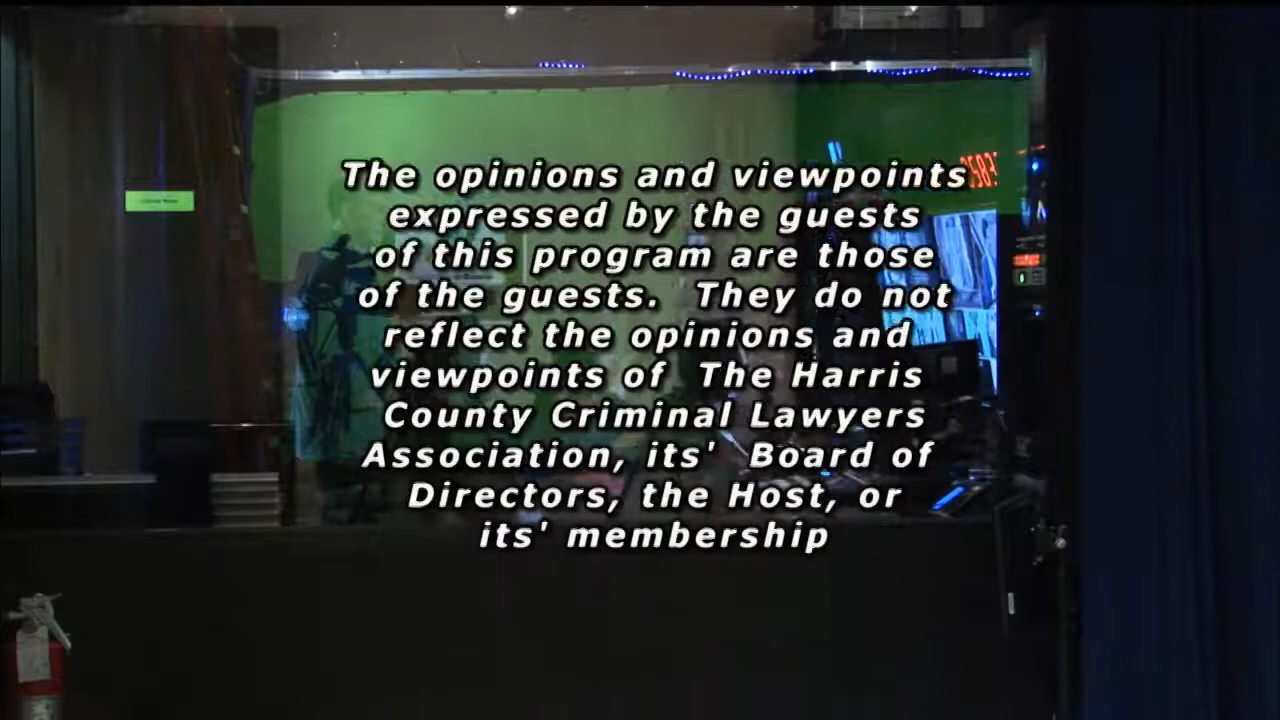 The opinions and viewpoints
expressed by the guests
of this program are those
of the guests.  They do not
reflect the opinions and
viewpoints of  The Harris
County Criminal Lawyers
Association, its'  Board of
Directors, the Host, or
its' membership